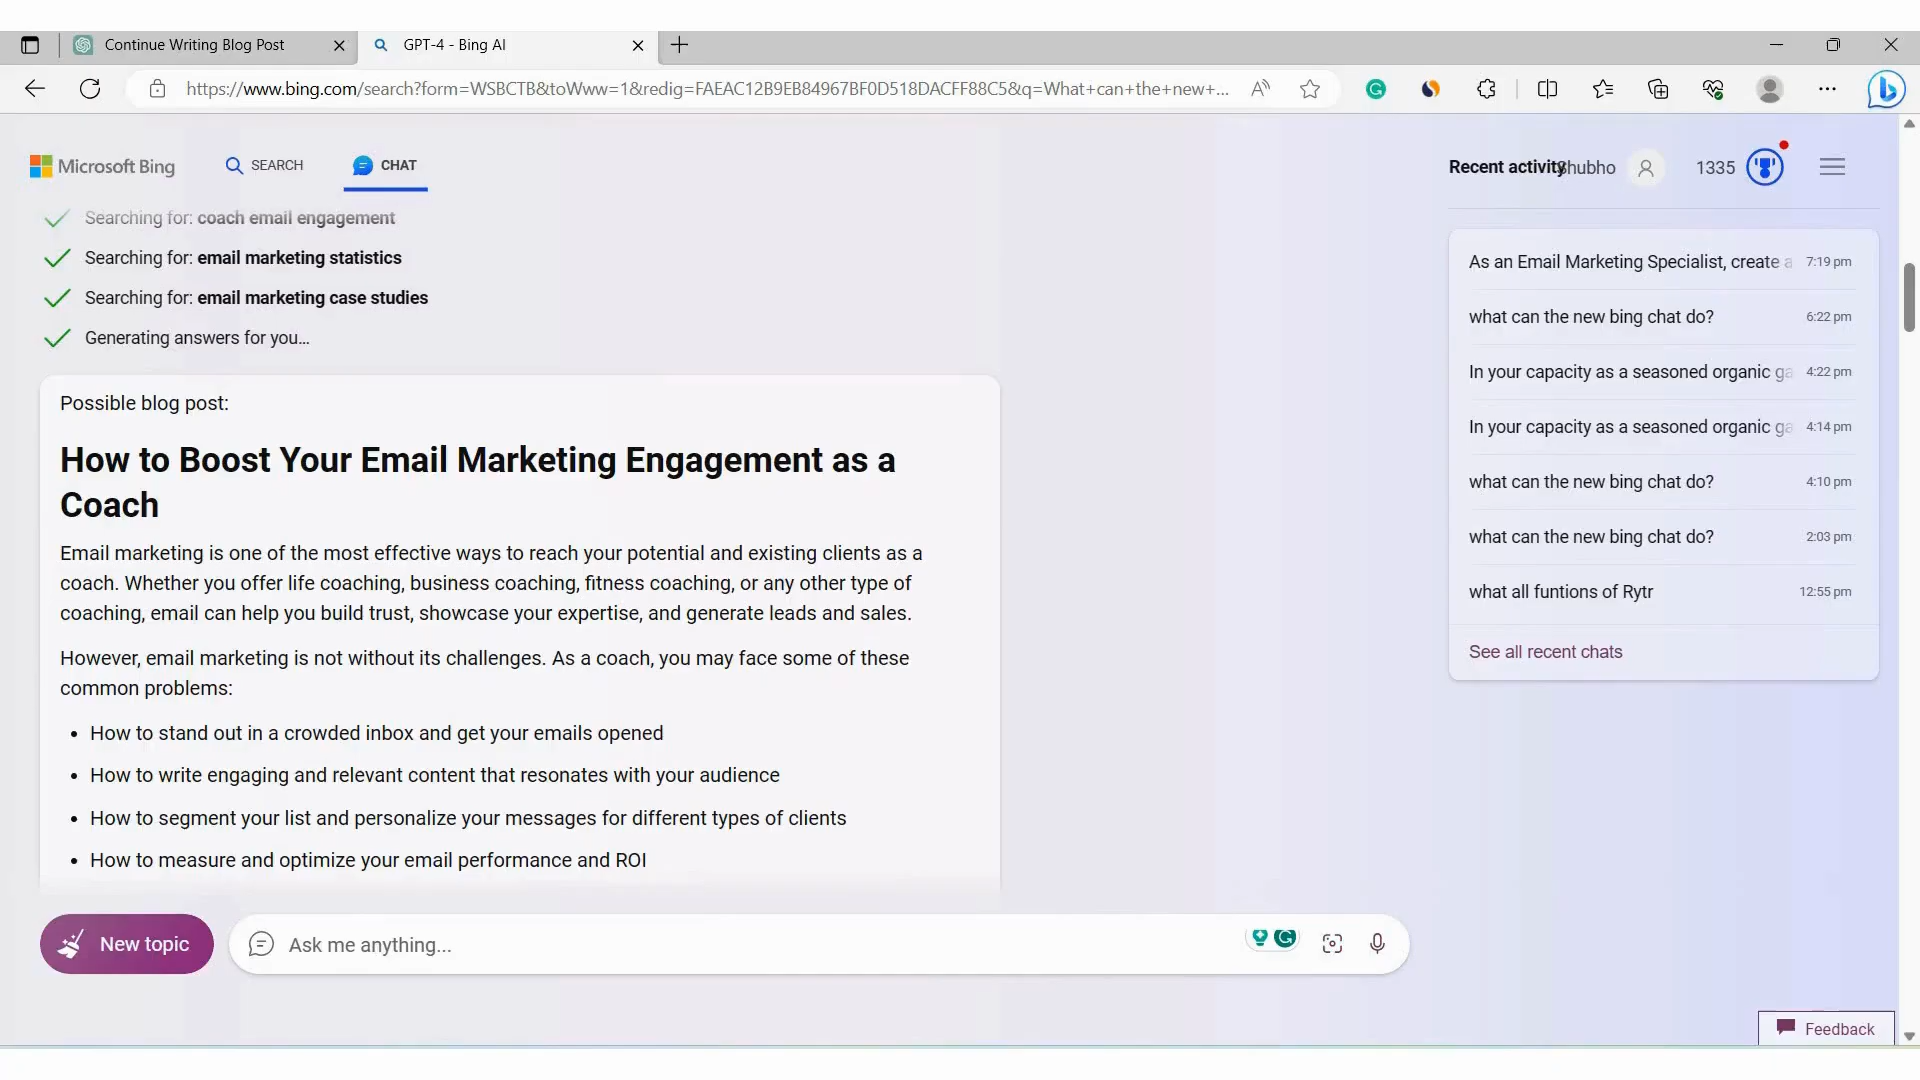 Continue Writing Blog Post
GPT-4 - Bing AI
https://www.bing.com/search?form=WSBCTB&toWww=1&redig=FAEAC12B9EB84967BF0D518DACFF88C5&q=What+can+the+new+...
Microsoft Bing
SEARCH
CHAT
Recent activity
Shubho
1335
Searching for: coach email engagement
Searching for: email marketing statistics
Searching for: email marketing case studies
Generating answers for you…
Possible blog post:
How to Boost Your Email Marketing Engagement as a
Coach
Email marketing is one of the most effective ways to reach your potential and existing clients as a
coach. Whether you offer life coaching, business coaching, fitness coaching, or any other type of
coaching, email can help you build trust, showcase your expertise, and generate leads and sales.
However, email marketing is not without its challenges. As a coach, you may face some of these
common problems:
• How to stand out in a crowded inbox and get your emails opened
• How to write engaging and relevant content that resonates with your audience
• How to segment your list and personalize your messages for different types of clients
• How to measure and optimize your email performance and ROI
As an Email Marketing Specialist, create a 7:19 pm
what can the new bing chat do? 6:22 pm
In your capacity as a seasoned organic ga 4:22 pm
In your capacity as a seasoned organic ga 4:14 pm
what can the new bing chat do? 4:10 pm
what can the new bing chat do? 2:03 pm
what all funtions of Rytr 12:55 pm
See all recent chats
New topic
Ask me anything...
Feedback